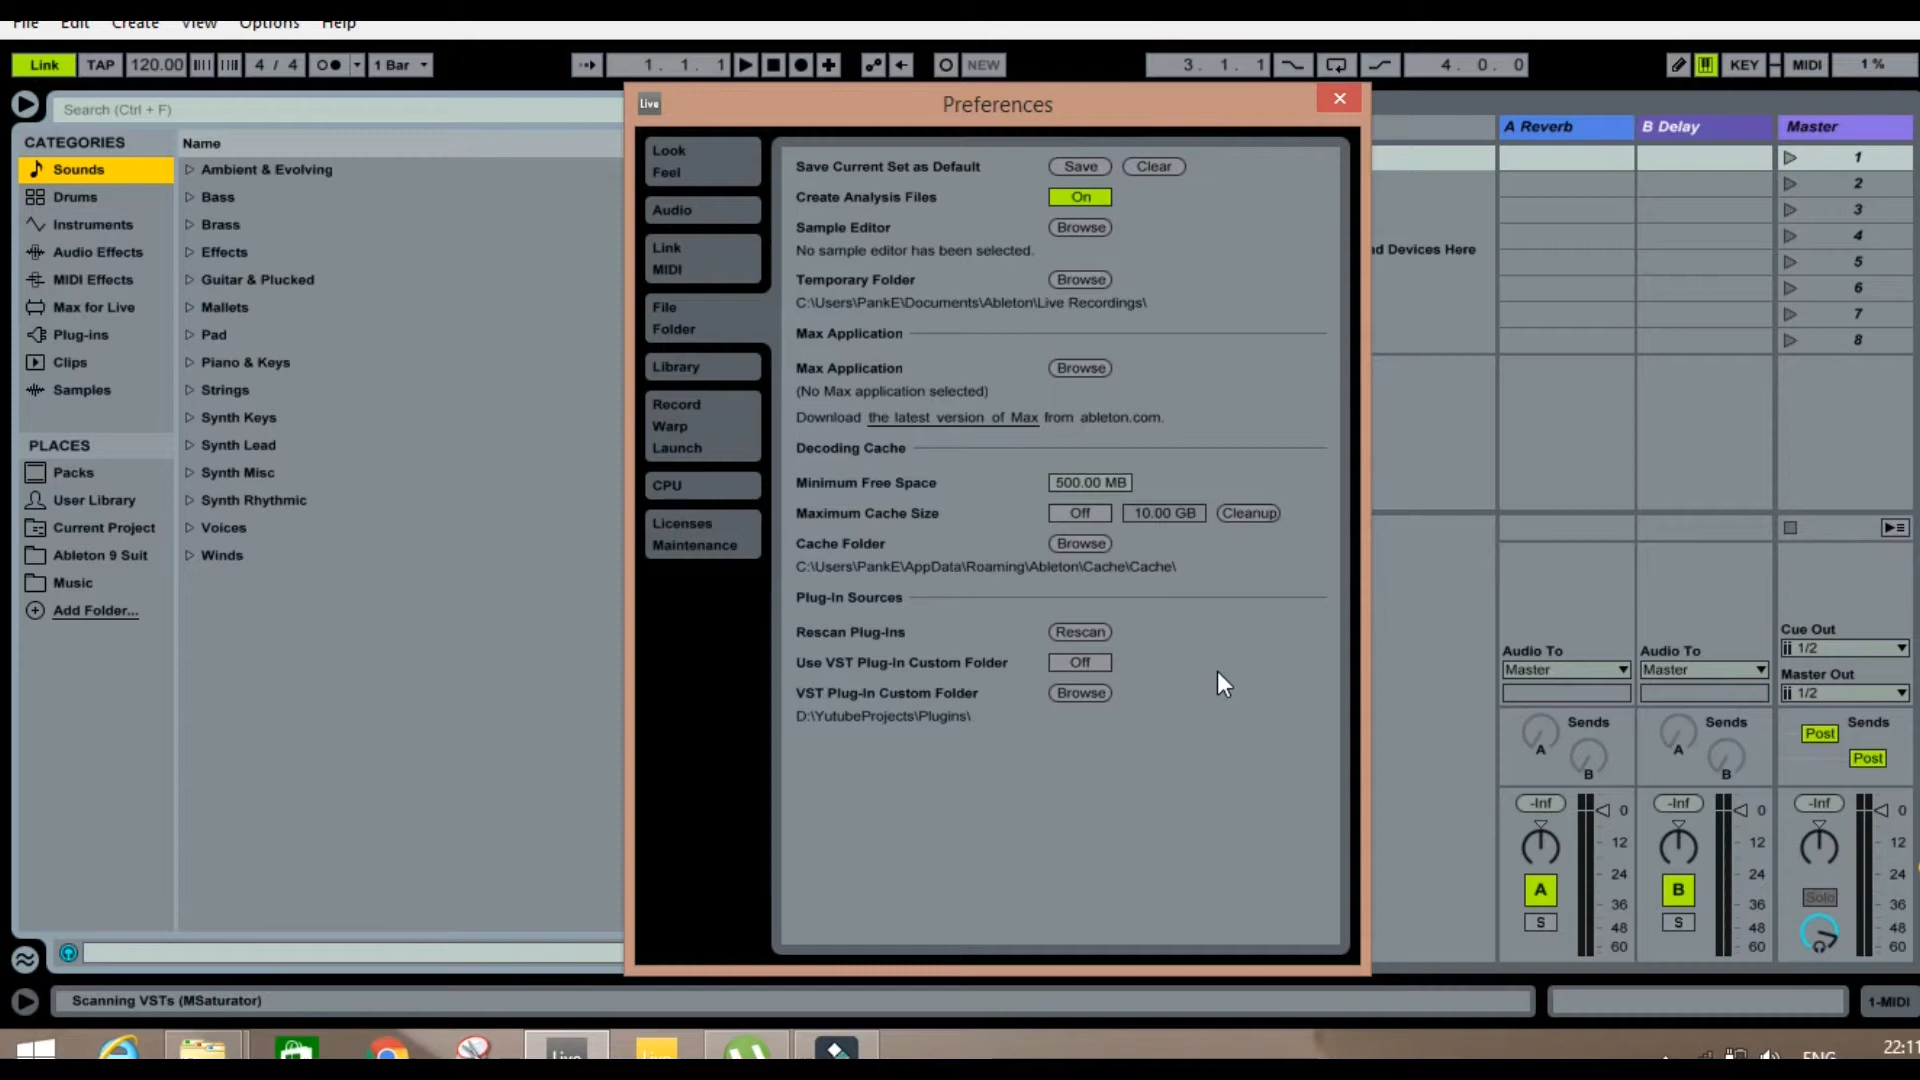 File Edit Create View Options Help
Link TAP 120.00 4 / 4 1 Bar 1. 1. 1 NEW 3. 1. 1 4. 0. 0 KEY MIDI 1 %
Search (Ctrl + F)
CATEGORIES
Sounds
Drums
Instruments
Audio Effects
MIDI Effects
Max for Live
Plug-ins
Clips
Samples
PLACES
Packs
User Library
Current Project
Ableton 9 Suit
Music
Add Folder...
Name
Ambient & Evolving
Bass
Brass
Effects
Guitar & Plucked
Mallets
Pad
Piano & Keys
Strings
Synth Keys
Synth Lead
Synth Misc
Synth Rhythmic
Voices
Winds
Live Preferences
Look
Feel
Audio
Link
MIDI
File
Folder
Library
Record
Warp
Launch
CPU
Licenses
Maintenance
Save Current Set as Default Save Clear
Create Analysis Files On
Sample Editor Browse
No sample editor has been selected.
Temporary Folder Browse
C:\Users\PankE\Documents\Ableton\Live Recordings\
Max Application
Max Application Browse
(No Max application selected)
Download the latest version of Max from ableton.com.
Decoding Cache
Minimum Free Space 500.00 MB
Maximum Cache Size Off 10.00 GB Cleanup
Cache Folder Browse
C:\Users\PankE\AppData\Roaming\Ableton\Cache\Cache\
Plug-In Sources
Rescan Plug-Ins Rescan
Use VST Plug-In Custom Folder Off
VST Plug-In Custom Folder Browse
D:\YutubeProjects\Plugins\
A Reverb B Delay Master
1
2
3
4
5
6
7
8
d Devices Here
Cue Out
1/2
Audio To Audio To Master Out
Master Master 1/2
Sends Sends Sends
A A Post
B B Post
-Inf 0 -Inf 0 -Inf 0
12 12 12
24 24 24
A 36 B 36 Solo 36
S 48 S 48 48
60 60 60
Scanning VSTs (MSaturator)
1-MIDI
Live Live ENG 22:11